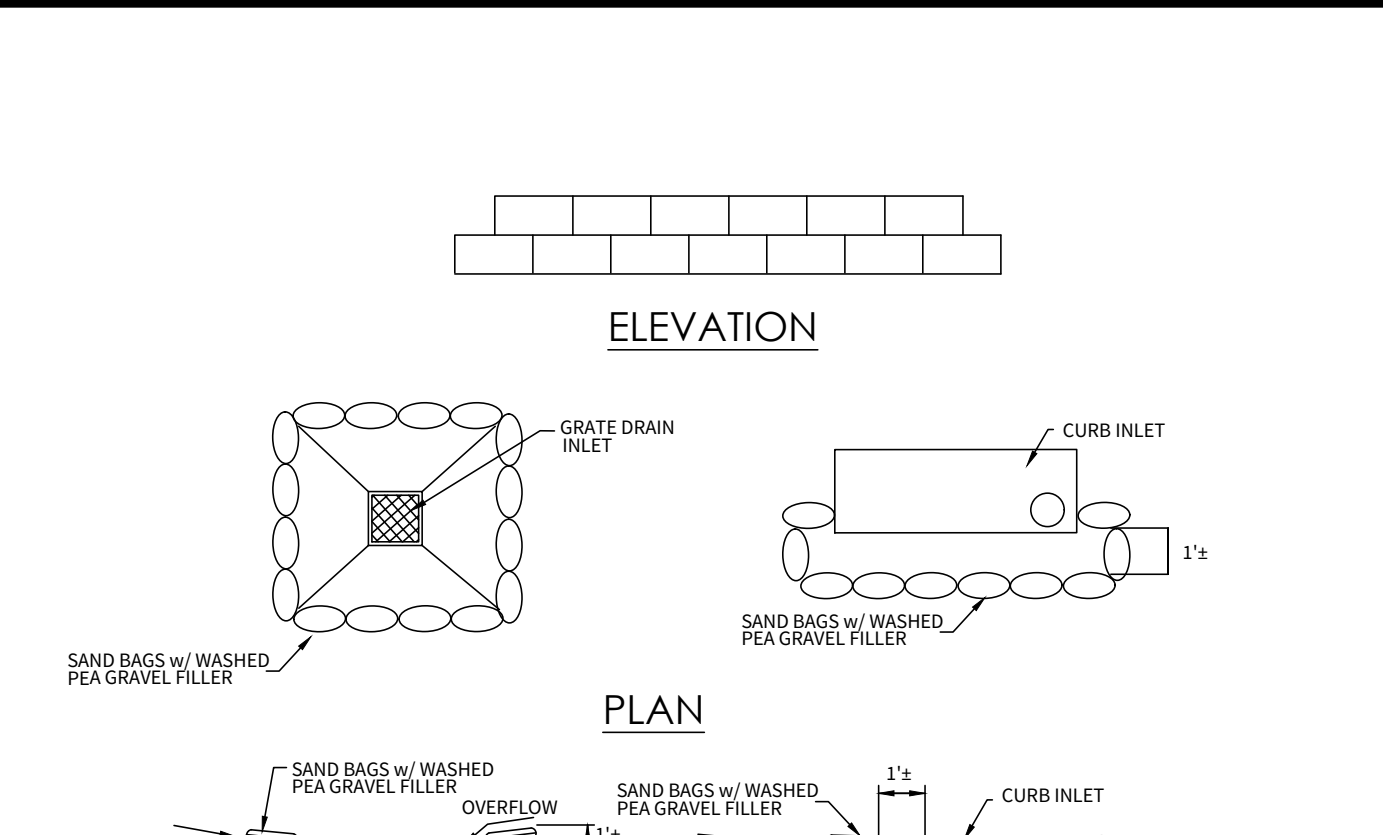 ELEVATION
GRATE DRAIN
INLET
CURB INLET
1'±
SAND BAGS w/ WASHED
PEA GRAVEL FILLER
SAND BAGS w/ WASHED
PEA GRAVEL FILLER
PLAN
SAND BAGS w/ WASHED
PEA GRAVEL FILLER
OVERFLOW
1'±
SAND BAGS w/ WASHED
PEA GRAVEL FILLER
1'±
CURB INLET